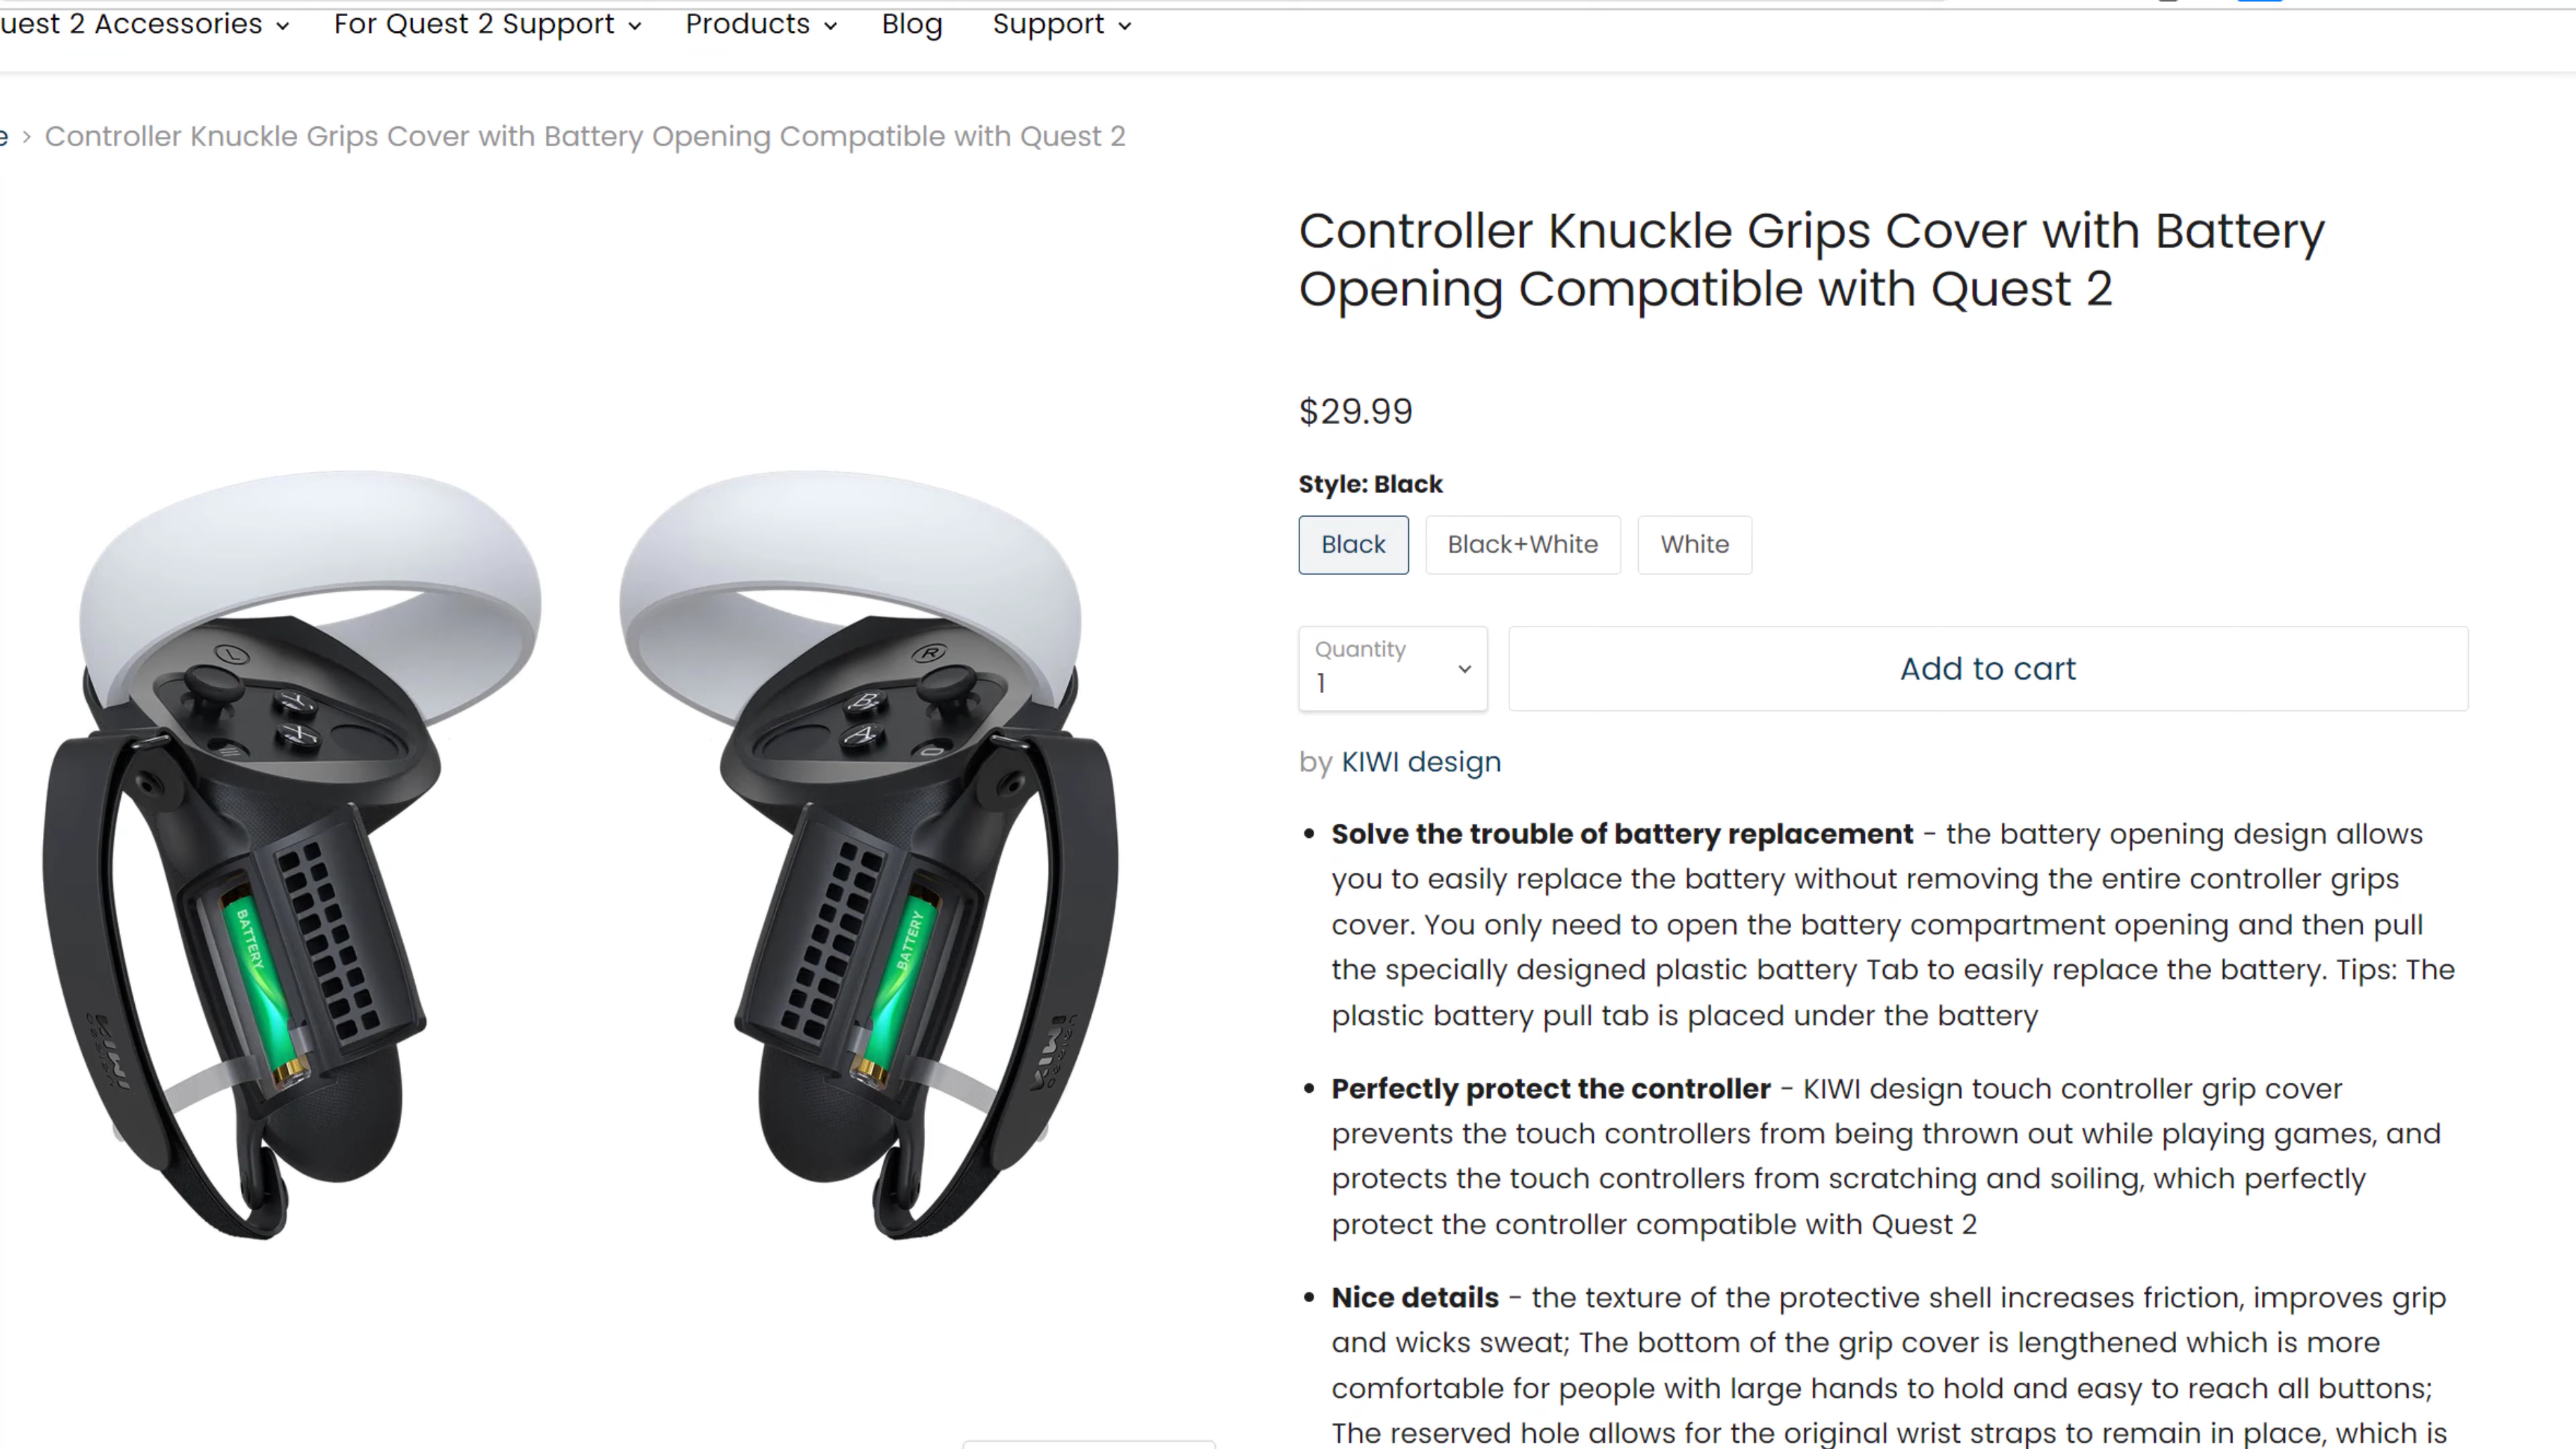 uest 2 Accessories
For Quest 2 Support
Products
Blog
Support
e > Controller Knuckle Grips Cover with Battery Opening Compatible with Quest 2
Controller Knuckle Grips Cover with Battery
Opening Compatible with Quest 2
$29.99
Style: Black
Black
Black+White
White
Quantity
1
Add to cart
by KIWI design
• Solve the trouble of battery replacement - the battery opening design allows
you to easily replace the battery without removing the entire controller grips
cover. You only need to open the battery compartment opening and then pull
the specially designed plastic battery Tab to easily replace the battery. Tips: The
plastic battery pull tab is placed under the battery
• Perfectly protect the controller - KIWI design touch controller grip cover
prevents the touch controllers from being thrown out while playing games, and
protects the touch controllers from scratching and soiling, which perfectly
protect the controller compatible with Quest 2
• Nice details - the texture of the protective shell increases friction, improves grip
and wicks sweat; The bottom of the grip cover is lengthened which is more
comfortable for people with large hands to hold and easy to reach all buttons;
The reserved hole allows for the original wrist straps to remain in place, which is
L
Y
X
BATTERY
KIWI
design
R
B
A
BATTERY
KIWI
design